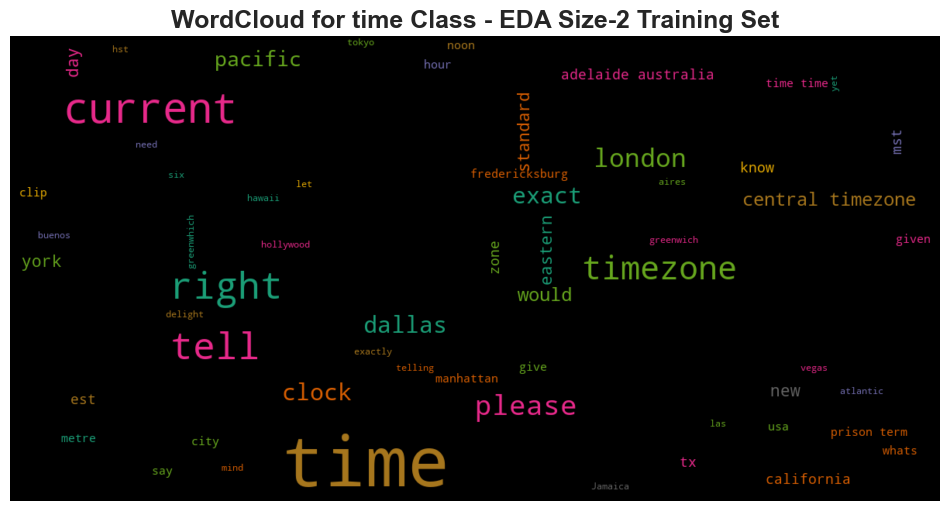 WordCloud for time Class - EDA Size-2 Training Set
tokyo
noon
hst
day
pacific
hour
adelaide australia
time time
yet
current
standard
mst
need
london
know
fredericksburg
six
aires
let
clip
exact
hawaii
central timezone
buenos
greenwhich
hollywood
eastern
greenwich
given
york
zone
timezone
right
would
delight
dallas
tell
exactly
telling
give
vegas
manhattan
clock
new
atlantic
est
please
las
usa
prison term
metre
city
whats
time
say
mind
tx
california
Jamaica